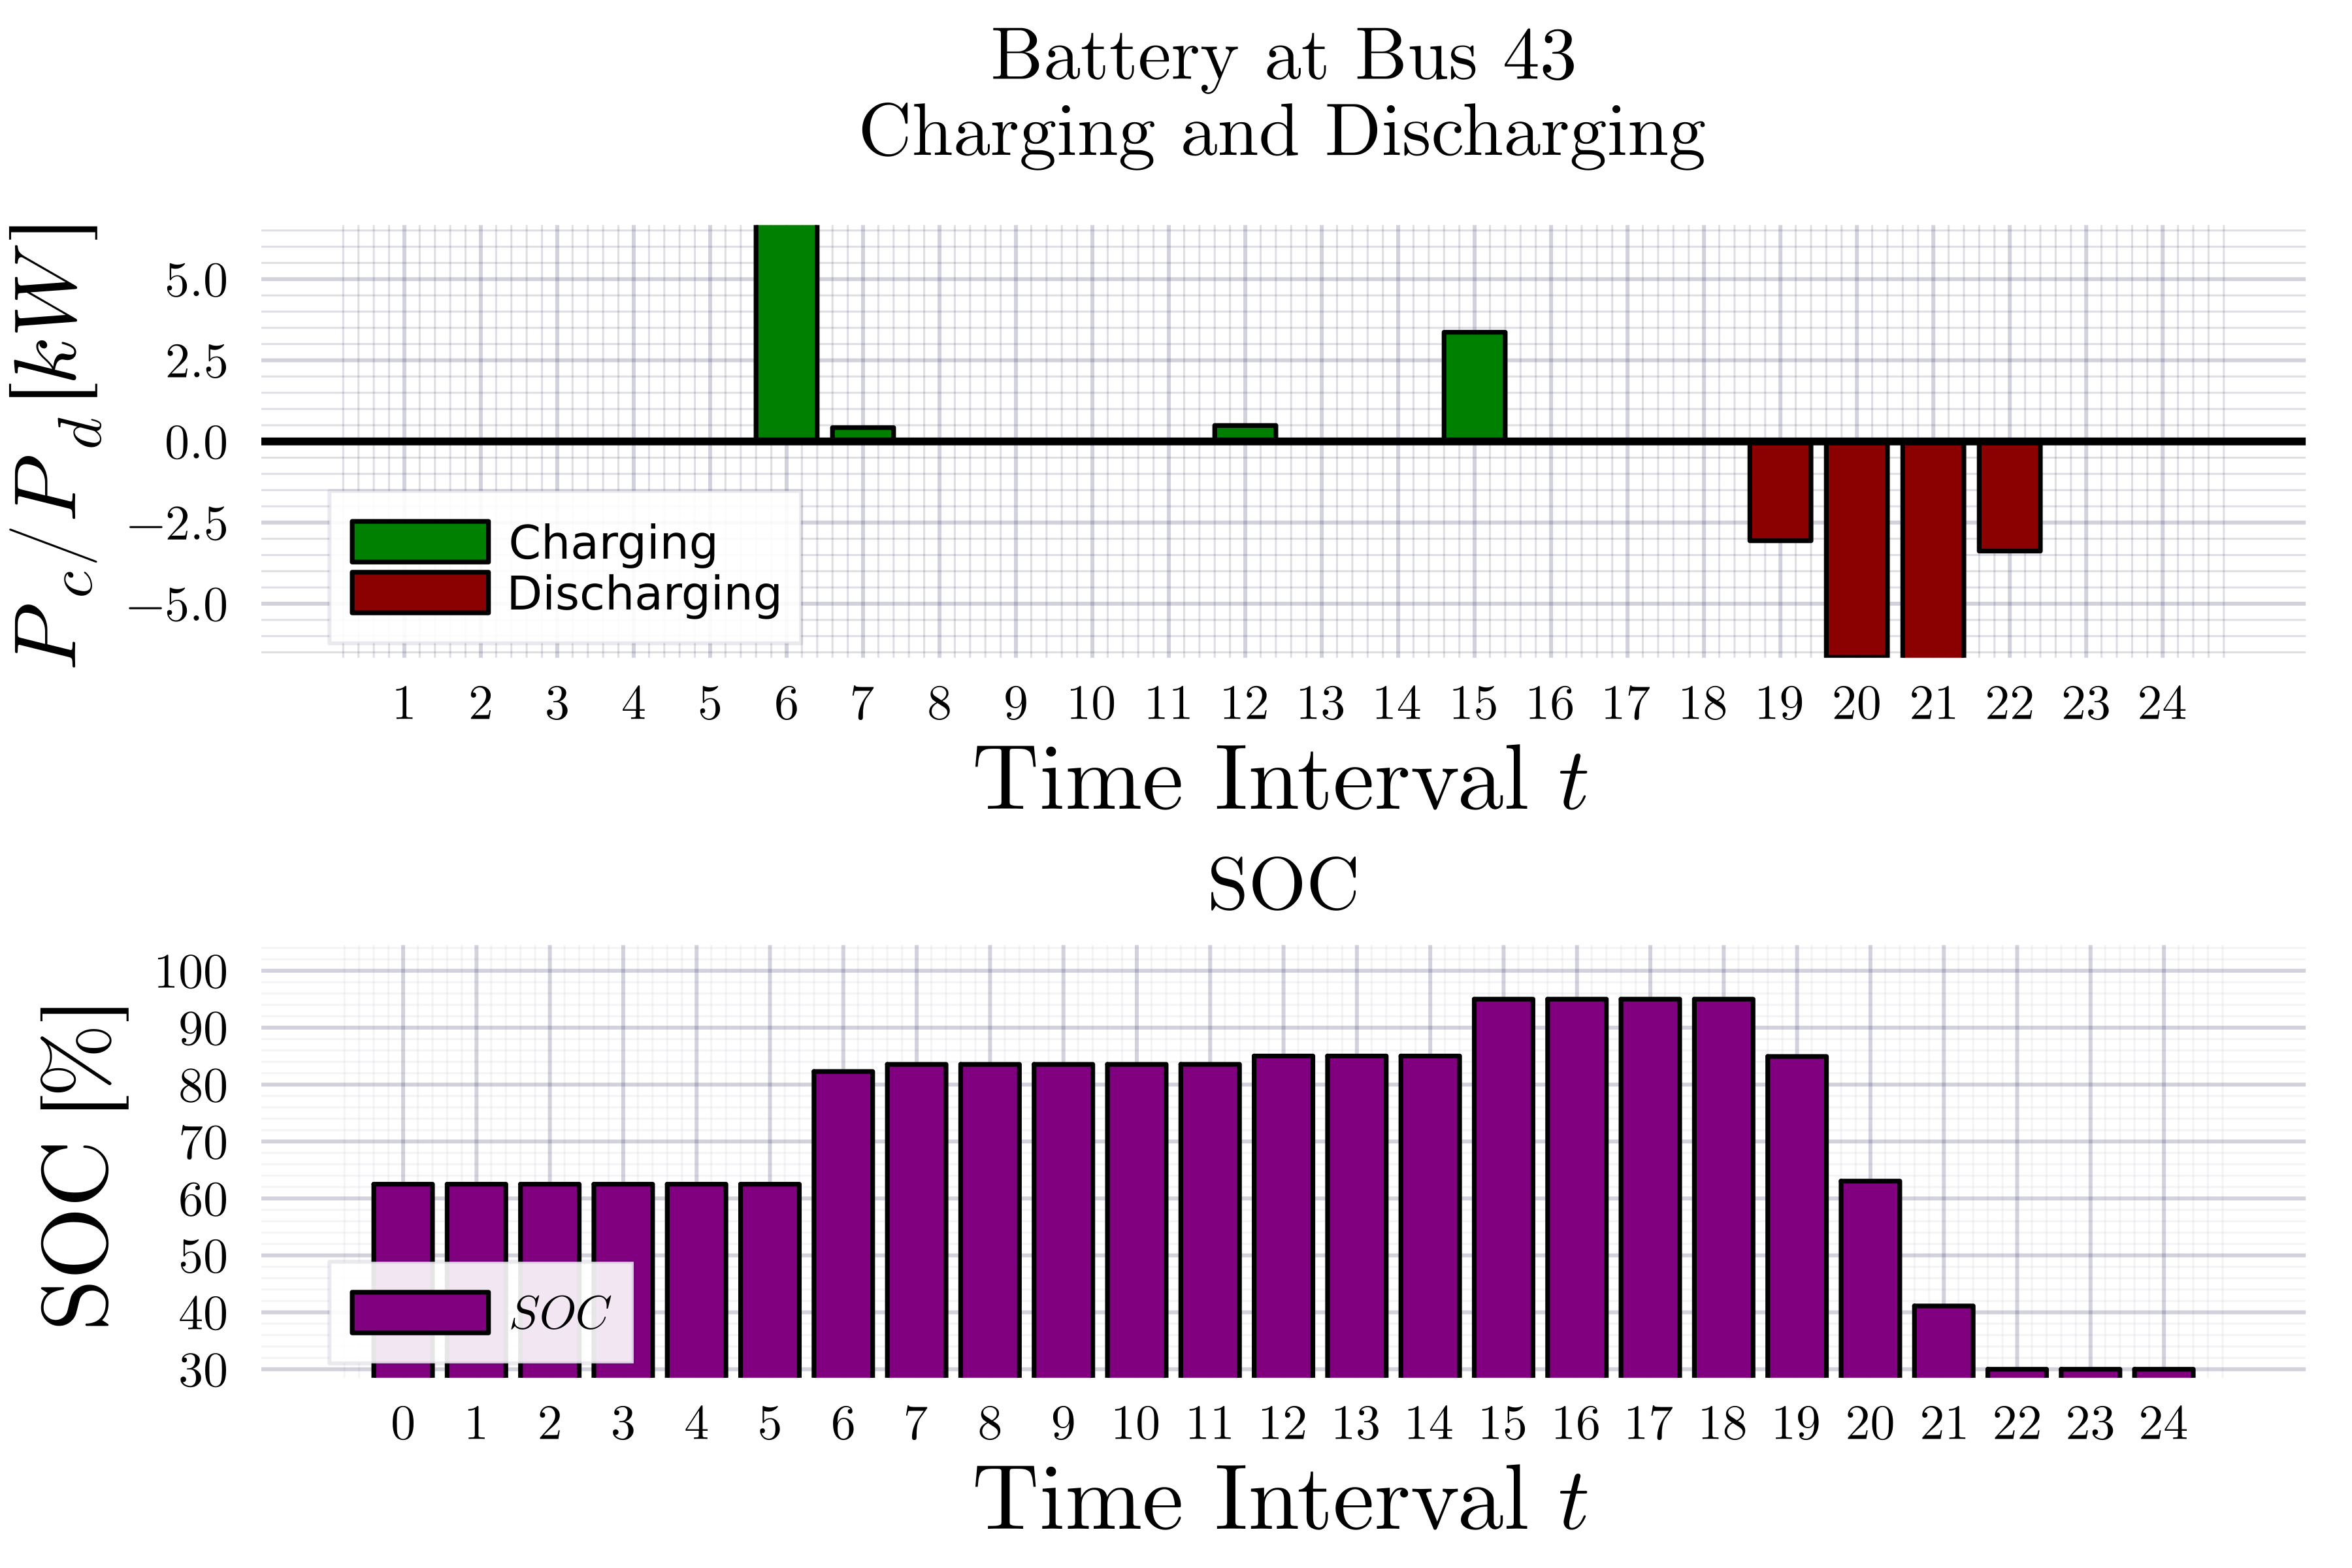 Battery at Bus 43
Charging and Discharging
P_c/P_d [kW]
5.0
2.5
0.0
−2.5
−5.0
Charging
Discharging
1 2 3 4 5 6 7 8 9 10 11 12 13 14 15 16 17 18 19 20 21 22 23 24
Time Interval t
SOC
SOC [%]
100
90
80
70
60
50
40
30
SOC
0 1 2 3 4 5 6 7 8 9 10 11 12 13 14 15 16 17 18 19 20 21 22 23 24
Time Interval t